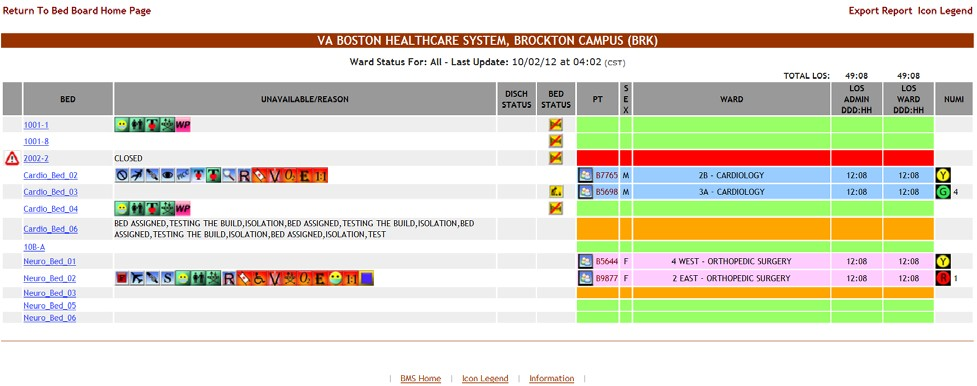 Return To Bed Board Home Page Export Report Icon Legend
VA BOSTON HEALTHCARE SYSTEM, BROCKTON CAMPUS (BRK)
Ward Status For: All - Last Update: 10/02/12 at 04:02 (CST)
TOTAL LOS: 49:08 49:08
BED UNAVAILABLE/REASON DISCH STATUS BED STATUS PT SEX WARD LOS ADMIN DDD:HH LOS WARD DDD:HH NUMI
1001-1 WP
1001-8
2002-2 CLOSED
Cardio_Bed_02 R V E B7765 M 2B - CARDIOLOGY 12:08 12:08 Y
Cardio_Bed_03 B5698 M 3A - CARDIOLOGY 12:08 12:08 G 4
Cardio_Bed_04 WP
Cardio_Bed_06 BED ASSIGNED,TESTING THE BUILD,ISOLATION,BED ASSIGNED,TESTING THE BUILD,ISOLATION,BED
ASSIGNED,TESTING THE BUILD,ISOLATION,BED ASSIGNED,ISOLATION,TEST
10B-A
Neuro_Bed_01 B5644 F 4 WEST - ORTHOPEDIC SURGERY 12:08 12:08 Y
Neuro_Bed_02 S R V E B9877 F 2 EAST - ORTHOPEDIC SURGERY 12:08 12:08 R 1
Neuro_Bed_03
Neuro_Bed_05
Neuro_Bed_06
| BMS Home | Icon Legend | Information |